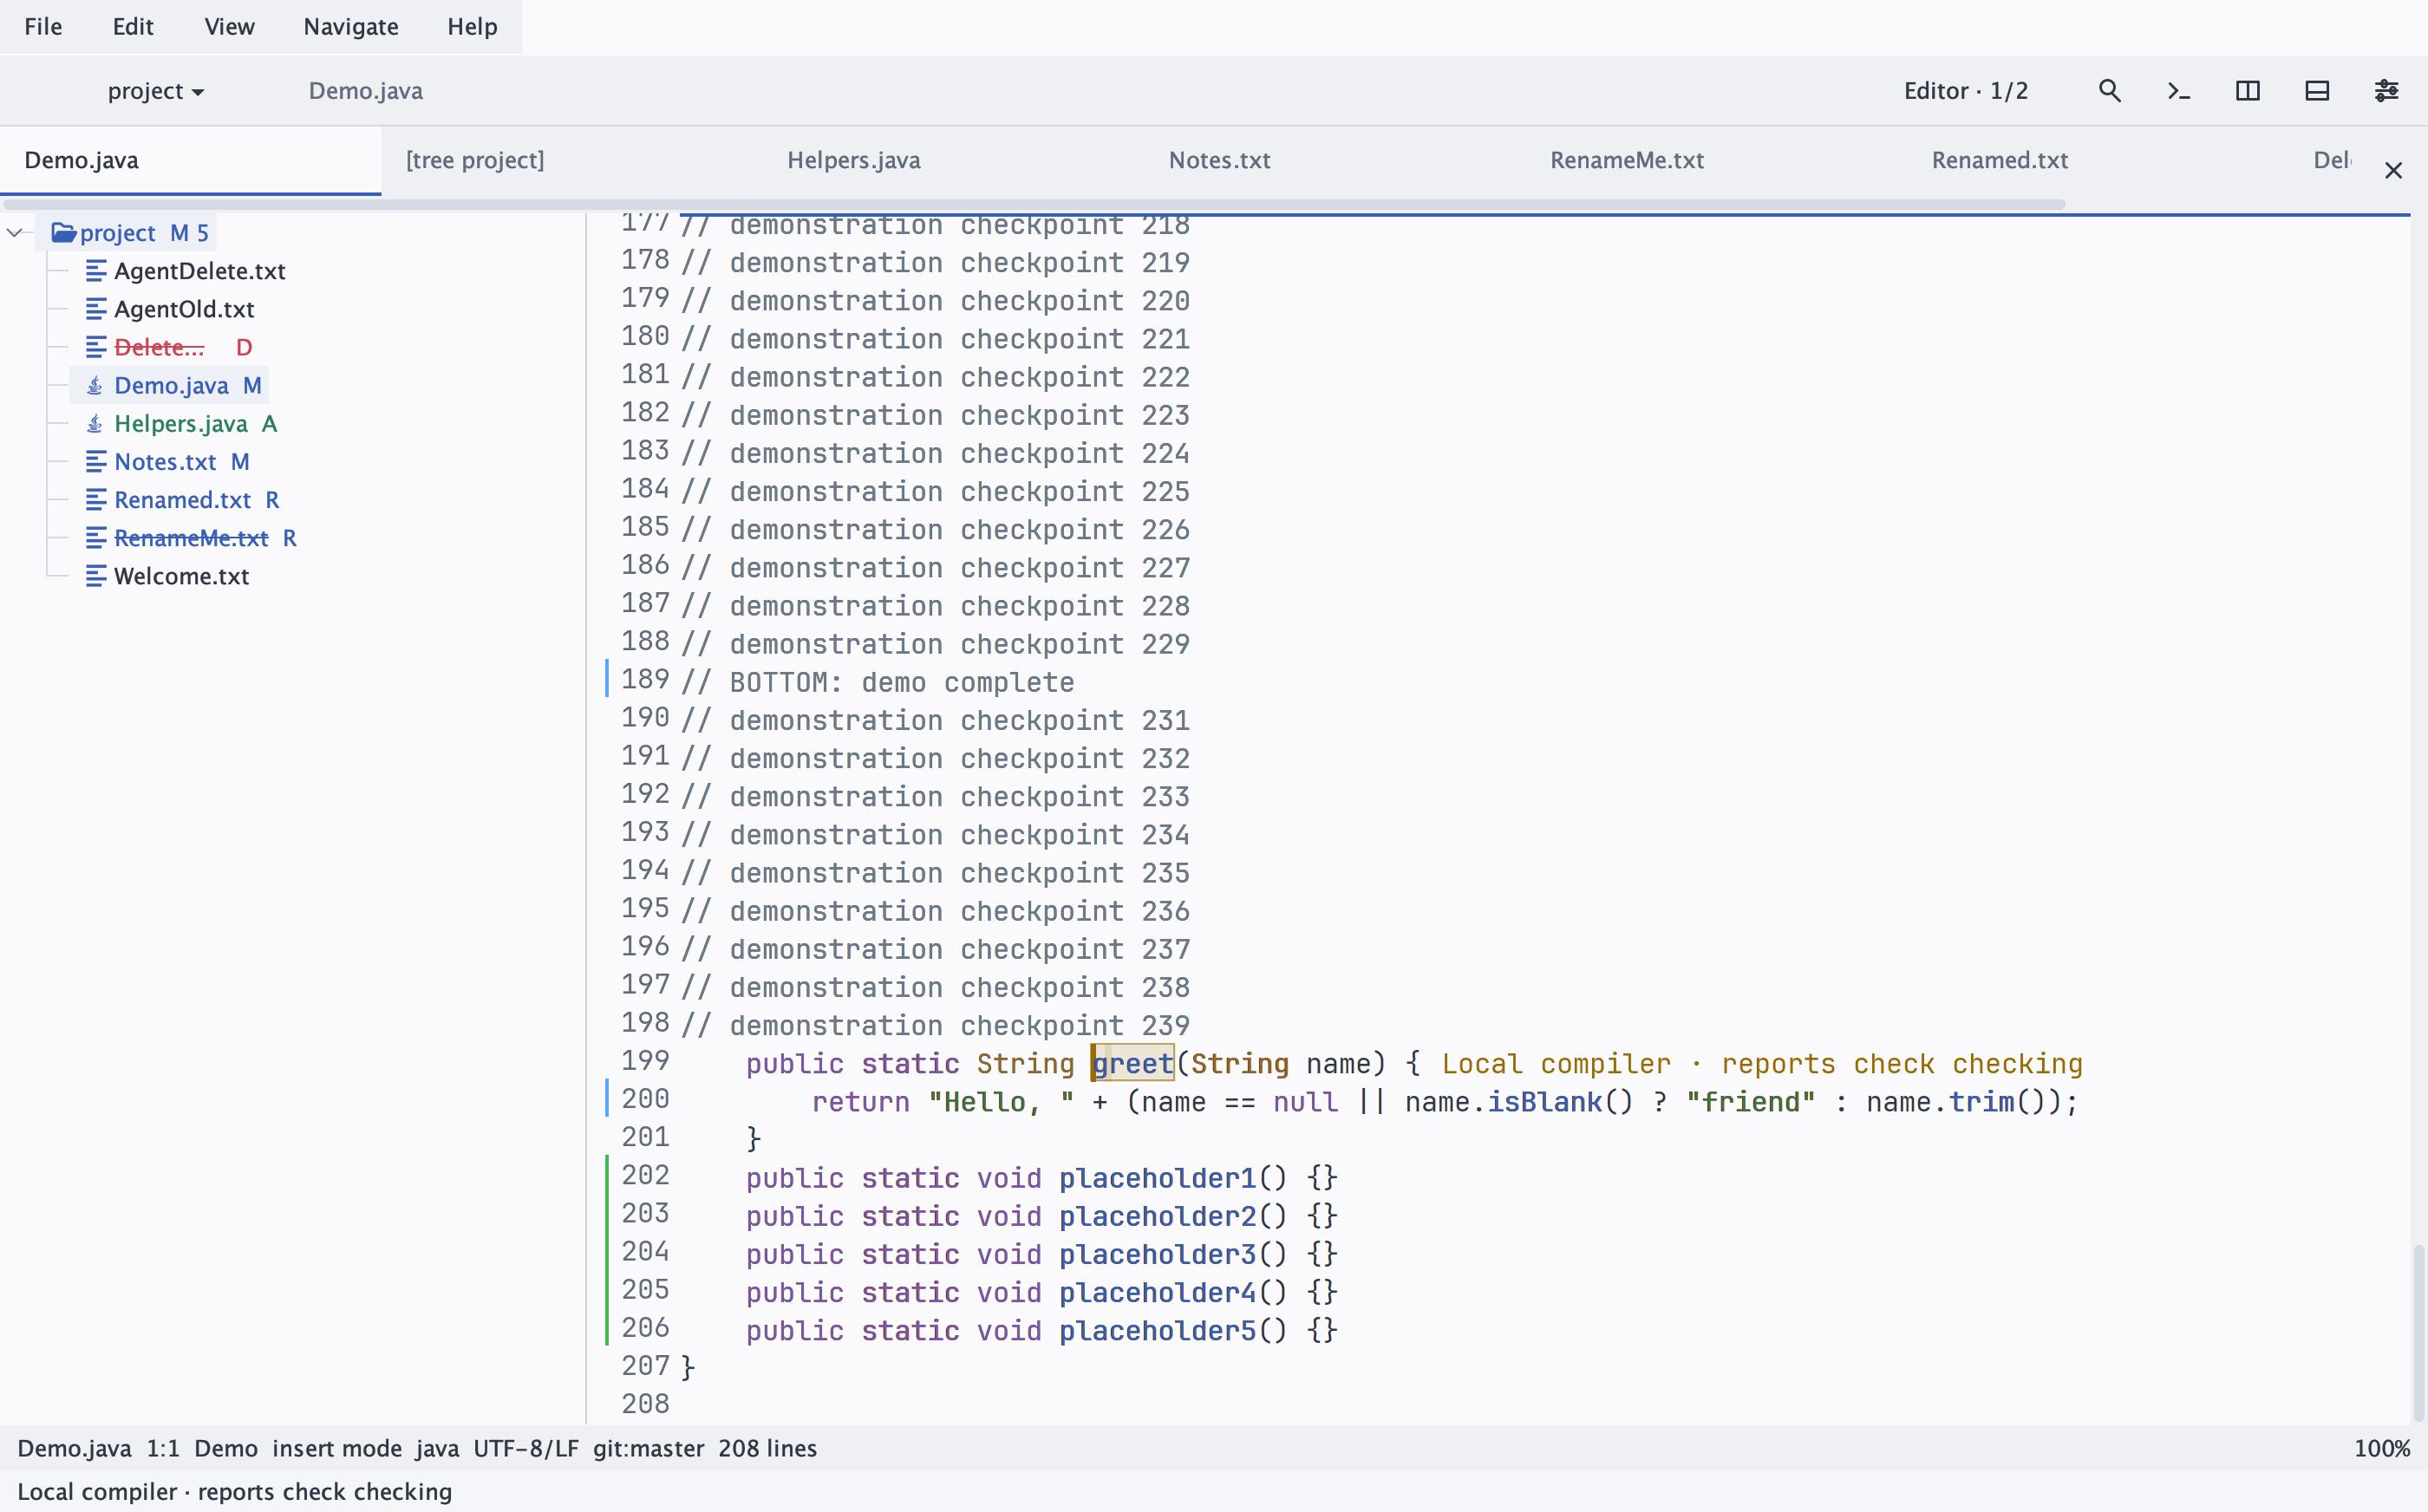 File Edit View Navigate Help
project Demo.java Editor · 1/2
Demo.java [tree project] Helpers.java Notes.txt RenameMe.txt Renamed.txt Del
project M 5
AgentDelete.txt
AgentOld.txt
Delete... D
Demo.java M
Helpers.java A
Notes.txt M
Renamed.txt R
RenameMe.txt R
Welcome.txt
177 // demonstration checkpoint 218
178 // demonstration checkpoint 219
179 // demonstration checkpoint 220
180 // demonstration checkpoint 221
181 // demonstration checkpoint 222
182 // demonstration checkpoint 223
183 // demonstration checkpoint 224
184 // demonstration checkpoint 225
185 // demonstration checkpoint 226
186 // demonstration checkpoint 227
187 // demonstration checkpoint 228
188 // demonstration checkpoint 229
189 // BOTTOM: demo complete
190 // demonstration checkpoint 231
191 // demonstration checkpoint 232
192 // demonstration checkpoint 233
193 // demonstration checkpoint 234
194 // demonstration checkpoint 235
195 // demonstration checkpoint 236
196 // demonstration checkpoint 237
197 // demonstration checkpoint 238
198 // demonstration checkpoint 239
199     public static String greet(String name) { Local compiler · reports check checking
200         return "Hello, " + (name == null || name.isBlank() ? "friend" : name.trim());
201     }
202     public static void placeholder1() {}
203     public static void placeholder2() {}
204     public static void placeholder3() {}
205     public static void placeholder4() {}
206     public static void placeholder5() {}
207 }
208
Demo.java 1:1 Demo insert mode java UTF-8/LF git:master 208 lines 100%
Local compiler · reports check checking